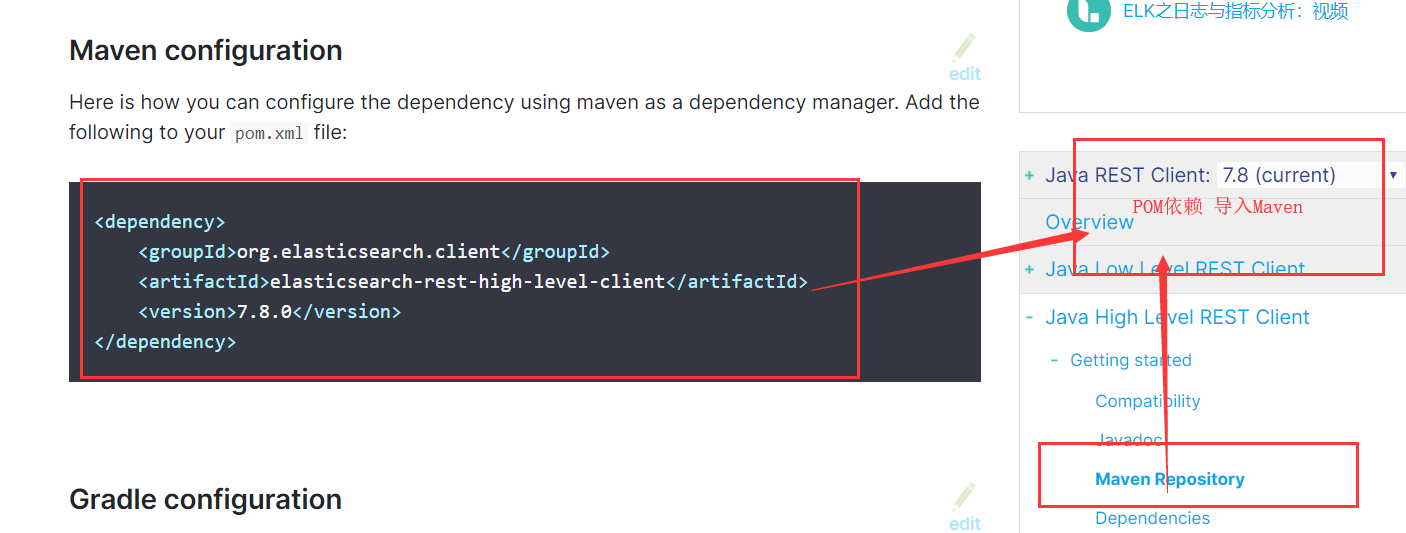 Maven configuration
edit
Here is how you can configure the dependency using maven as a dependency manager. Add the
following to your pom.xml file:
<dependency>
    <groupId>org.elasticsearch.client</groupId>
    <artifactId>elasticsearch-rest-high-level-client</artifactId>
    <version>7.8.0</version>
</dependency>
Gradle configuration
edit
ELK之日志与指标分析：视频
+ Java REST Client: 7.8 (current)
POM依赖 导入Maven
Overview
+ Java Low Level REST Client
- Java High Level REST Client
- Getting started
Compatibility
Javadoc
Maven Repository
Dependencies